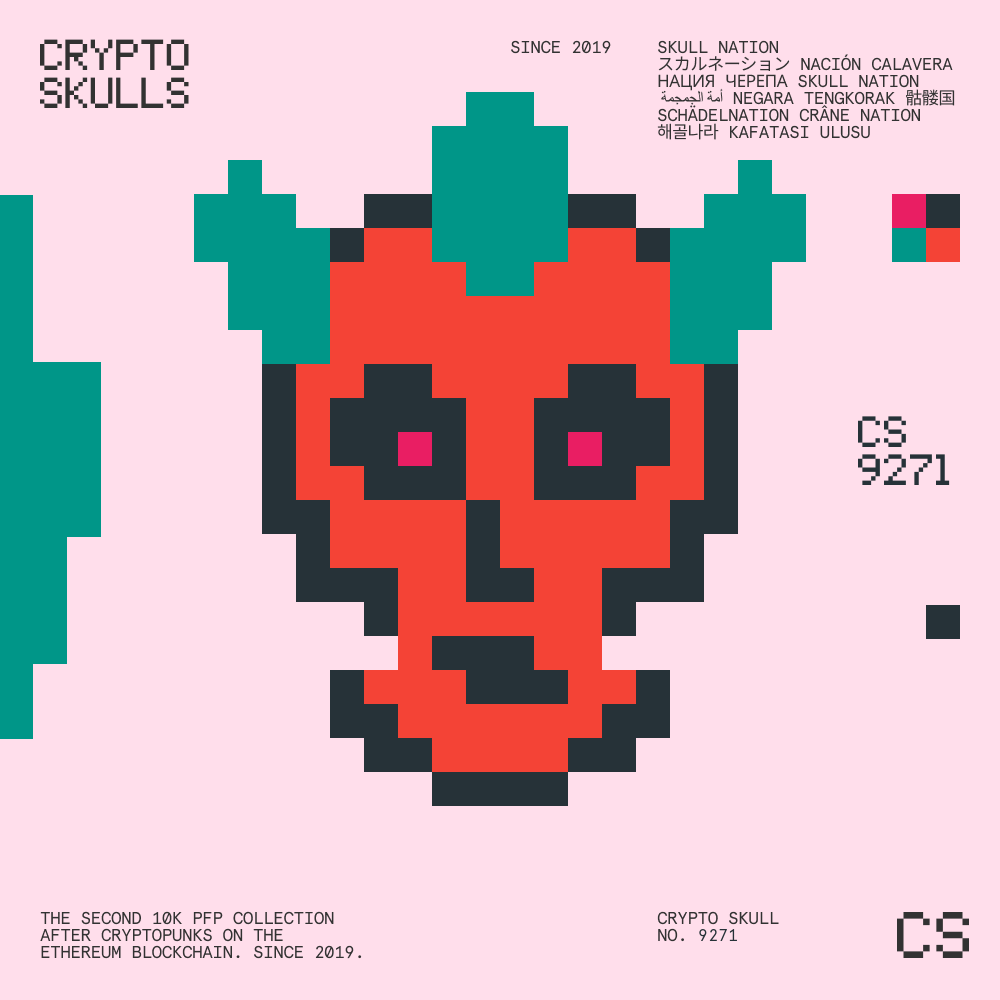 CRYPTO
SKULLS
SINCE 2019
SKULL NATION
スカルネーション NACIÓN CALAVERA
НАЦИЯ ЧЕРЕПА SKULL NATION
أمة الجمجمة NEGARA TENGKORAK 骷髅国
SCHÄDELNATION CRÂNE NATION
해골나라 KAFATASI ULUSU
CS
9271
THE SECOND 10K PFP COLLECTION
AFTER CRYPTOPUNKS ON THE
ETHEREUM BLOCKCHAIN. SINCE 2019.
CRYPTO SKULL
NO. 9271
CS